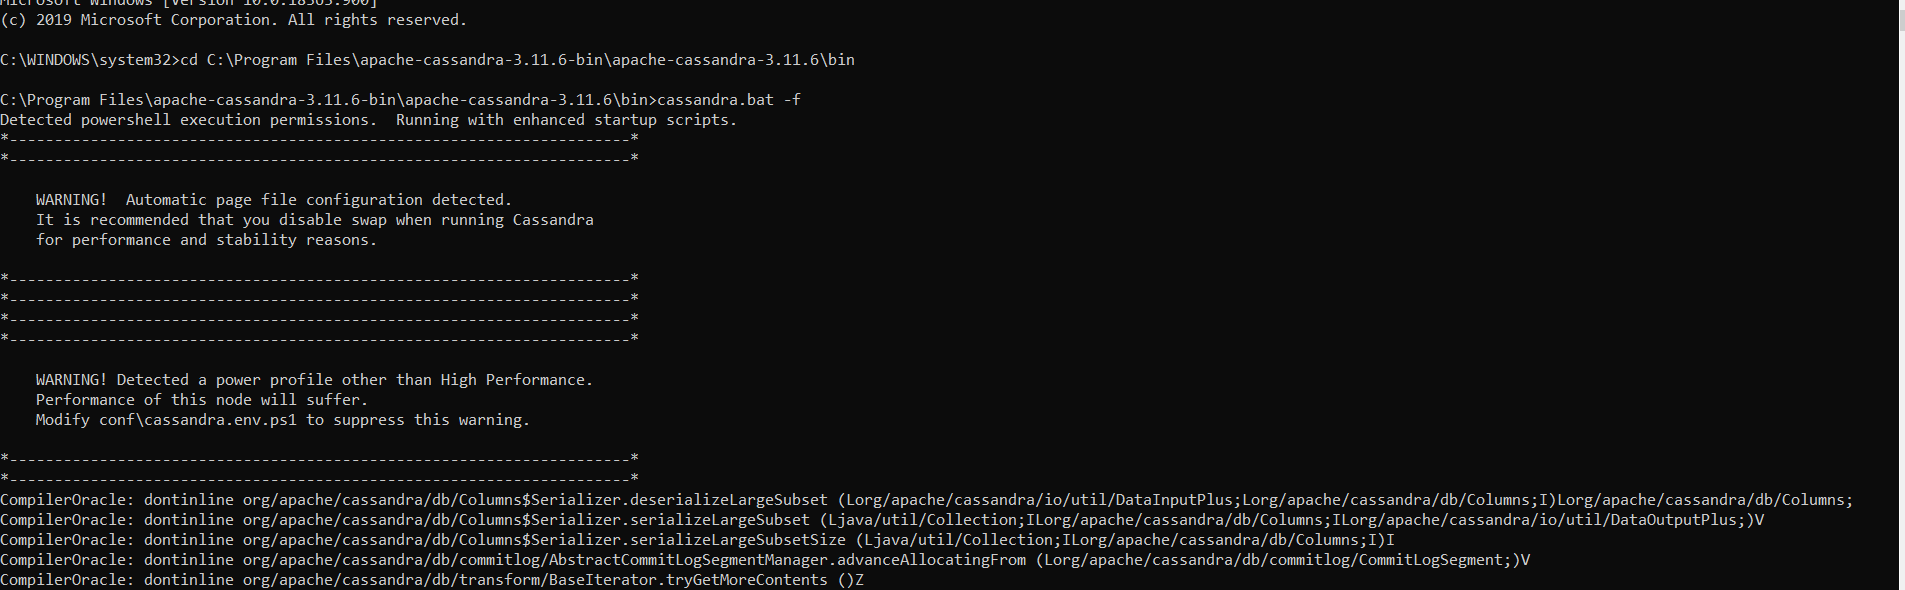 Microsoft Windows [Version 10.0.18363.900]
(c) 2019 Microsoft Corporation. All rights reserved.
C:\WINDOWS\system32>cd C:\Program Files\apache-cassandra-3.11.6-bin\apache-cassandra-3.11.6\bin
C:\Program Files\apache-cassandra-3.11.6-bin\apache-cassandra-3.11.6\bin>cassandra.bat -f
Detected powershell execution permissions.  Running with enhanced startup scripts.
*---------------------------------------------------------------------*
*---------------------------------------------------------------------*
WARNING!  Automatic page file configuration detected.
It is recommended that you disable swap when running Cassandra
for performance and stability reasons.
*---------------------------------------------------------------------*
*---------------------------------------------------------------------*
*---------------------------------------------------------------------*
*---------------------------------------------------------------------*
WARNING! Detected a power profile other than High Performance.
Performance of this node will suffer.
Modify conf\cassandra.env.ps1 to suppress this warning.
*---------------------------------------------------------------------*
*---------------------------------------------------------------------*
CompilerOracle: dontinline org/apache/cassandra/db/Columns$Serializer.deserializeLargeSubset (Lorg/apache/cassandra/io/util/DataInputPlus;Lorg/apache/cassandra/db/Columns;I)Lorg/apache/cassandra/db/Columns;
CompilerOracle: dontinline org/apache/cassandra/db/Columns$Serializer.serializeLargeSubset (Ljava/util/Collection;ILorg/apache/cassandra/db/Columns;ILorg/apache/cassandra/io/util/DataOutputPlus;)V
CompilerOracle: dontinline org/apache/cassandra/db/Columns$Serializer.serializeLargeSubsetSize (Ljava/util/Collection;ILorg/apache/cassandra/db/Columns;I)I
CompilerOracle: dontinline org/apache/cassandra/db/commitlog/AbstractCommitLogSegmentManager.advanceAllocatingFrom (Lorg/apache/cassandra/db/commitlog/CommitLogSegment;)V
CompilerOracle: dontinline org/apache/cassandra/db/transform/BaseIterator.tryGetMoreContents ()Z